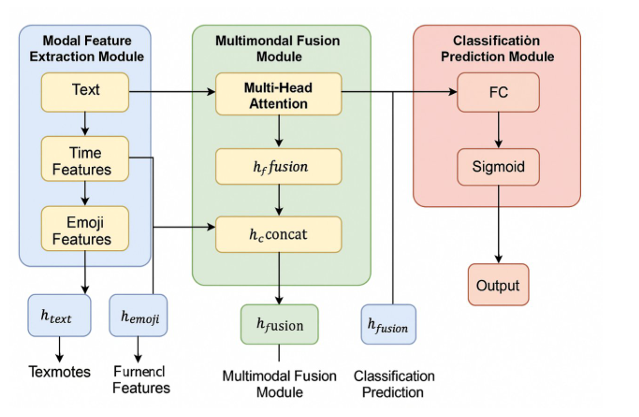 Modal Feature
Extraction Module
Text
Time
Features
Emoji
Features
h_text
h_emoji
Texmotes
Furnencl
Features
Multimondal Fusion
Module
Multi-Head
Attention
h_f fusion
h_c concat
h_fusion
Multimodal Fusion
Module
Classification
Prediction Module
FC
Sigmoid
Output
h_fusion
Classification
Prediction